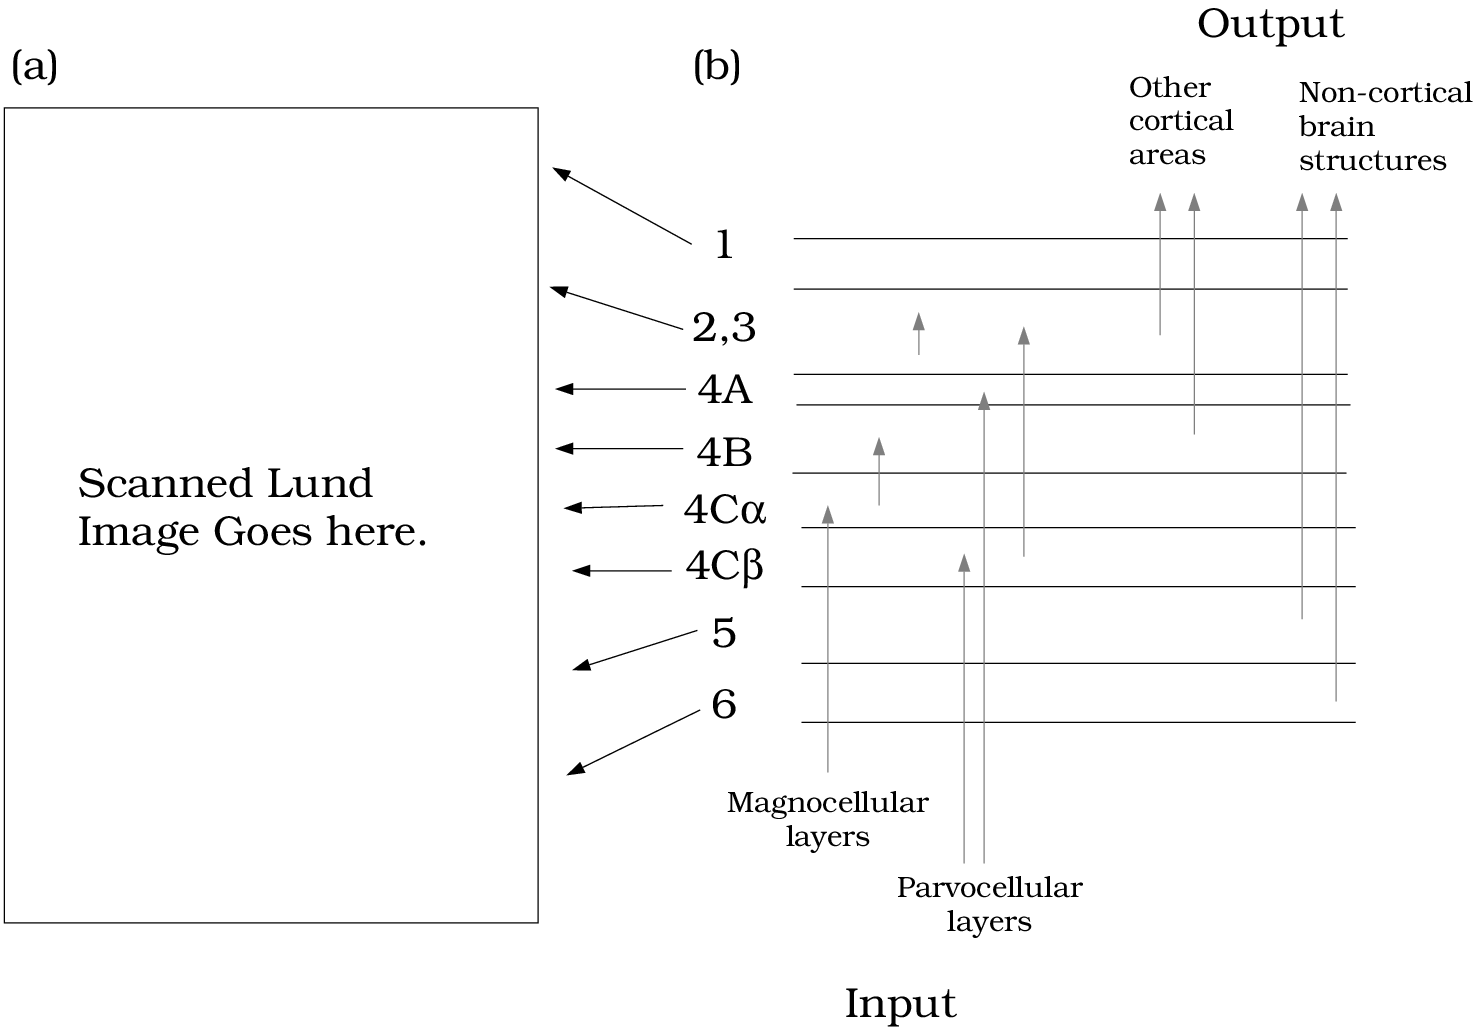 (a)
Scanned Lund
Image Goes here.
(b)
Output
Other
cortical
areas
Non-cortical
brain
structures
1
2,3
4A
4B
4Cα
4Cβ
5
6
Magnocellular
layers
Parvocellular
layers
Input